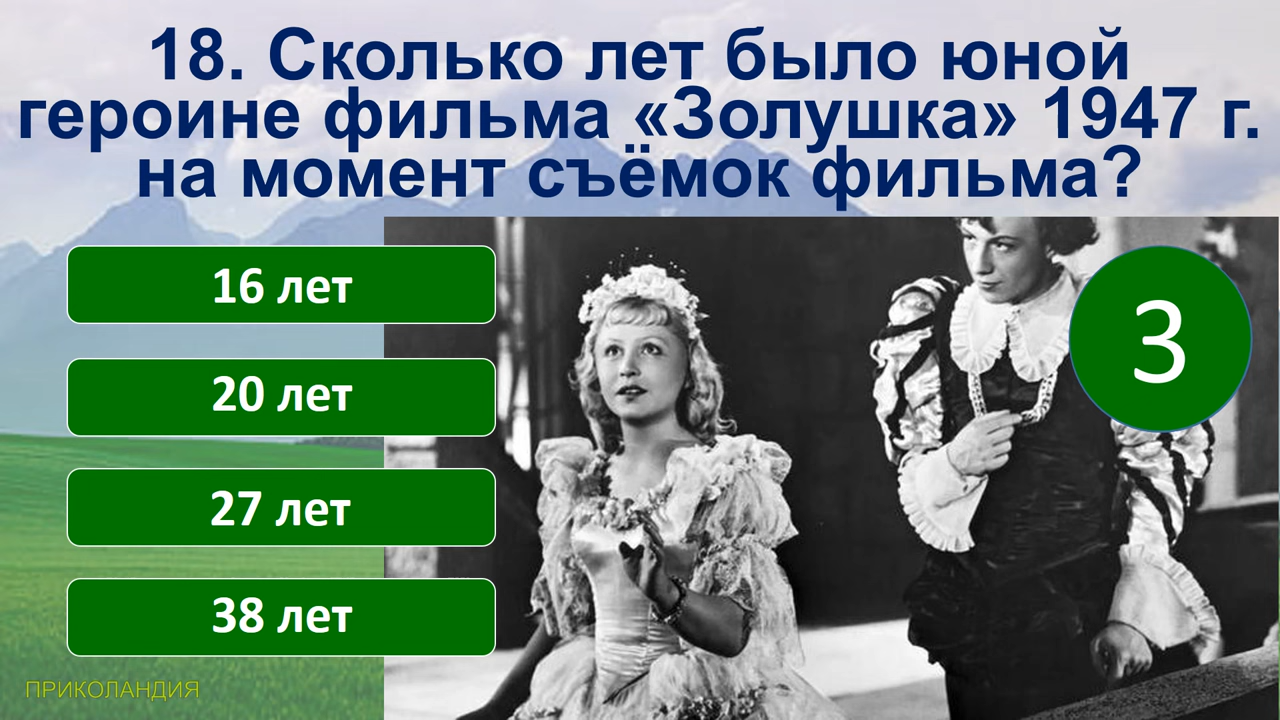 18. Сколько лет было юной
героине фильма «Золушка» 1947 г.
на момент съёмок фильма?
16 лет
3
20 лет
27 лет
38 лет
ПРИКОЛАНДИЯ